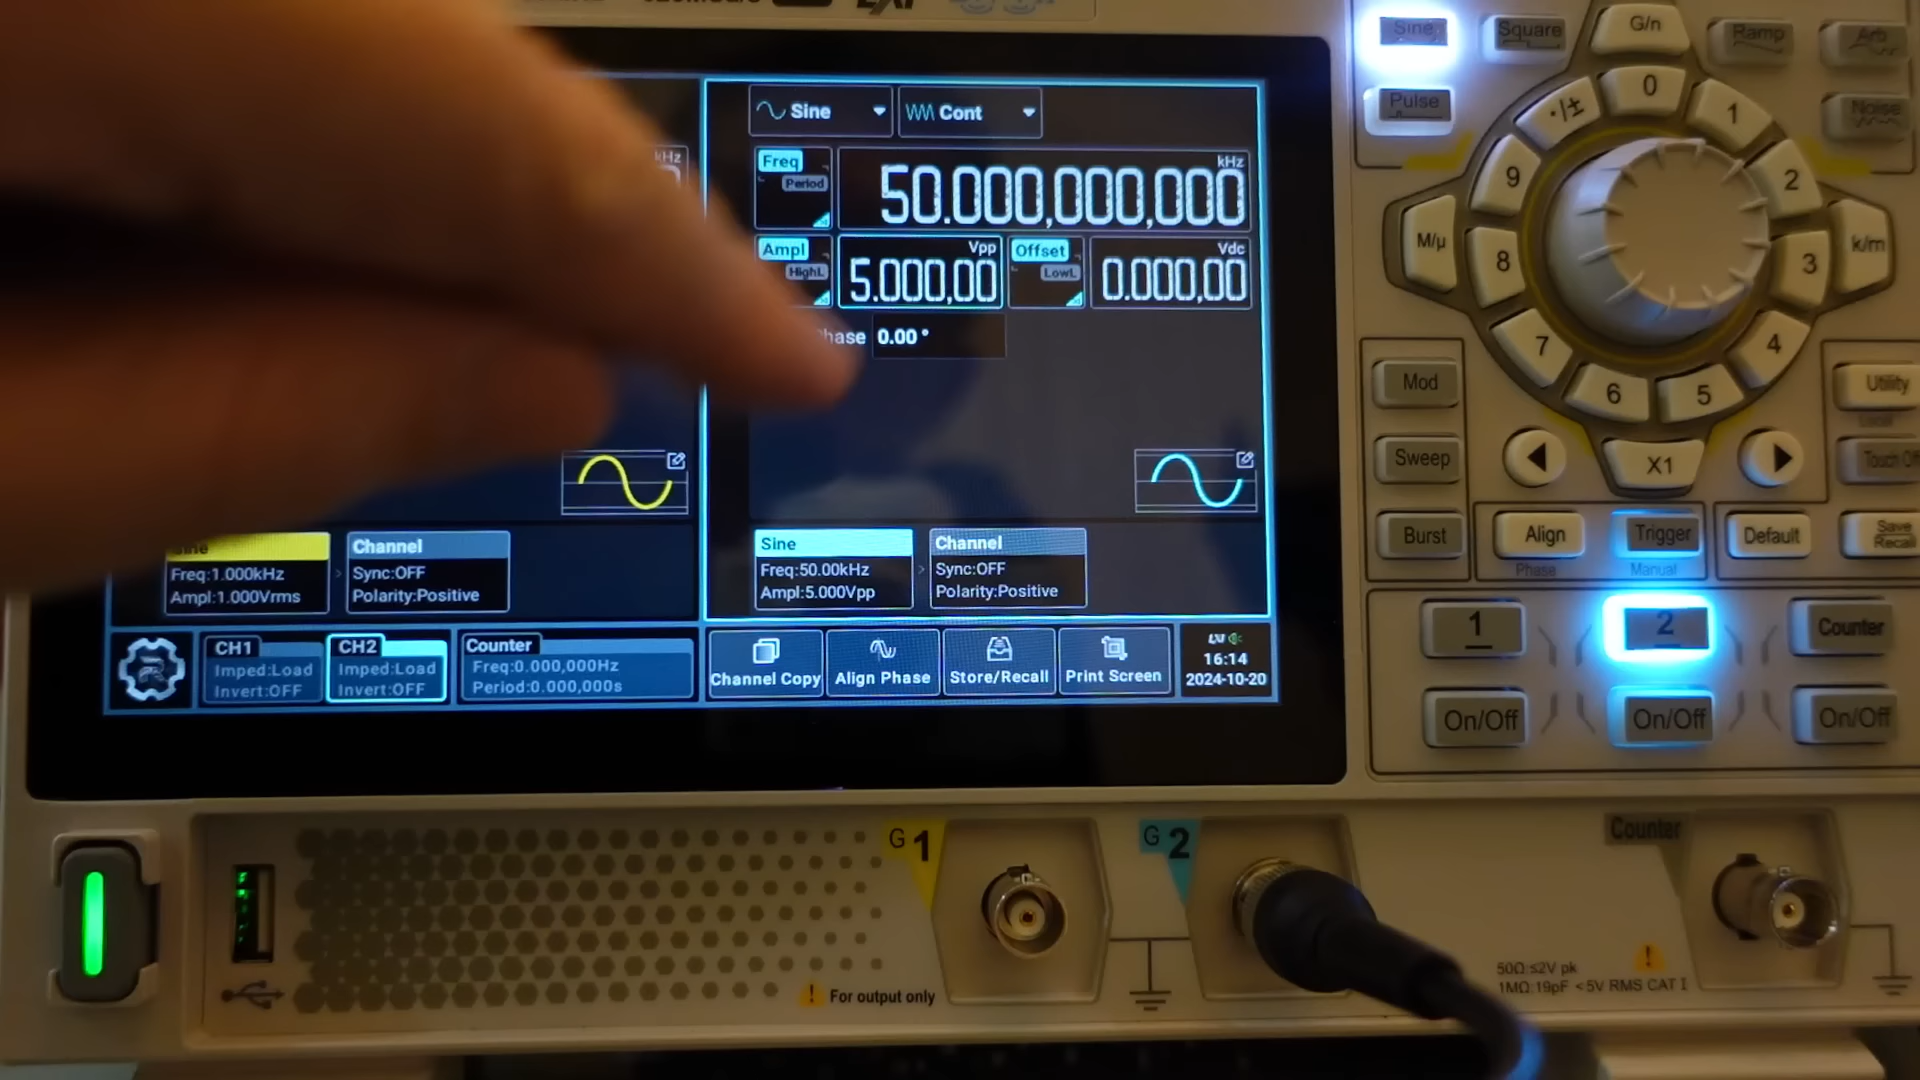 Sine
Cont
Freq
Period
kHz
50.000,000,000
Ampl
HighL
Vpp
5.000,00
Offset
LowL
Vdc
0.000,00
0.00 °
kHz
Freq:1.000kHz
Ampl:1.000Vrms
Channel
Sync:OFF
Polarity:Positive
Sine
Freq:50.00kHz
Ampl:5.000Vpp
Channel
Sync:OFF
Polarity:Positive
CH1
Imped:Load
Invert:OFF
CH2
Imped:Load
Invert:OFF
Counter
Freq:0.000,000Hz
Period:0.000,000s
Channel Copy
Align Phase
Store/Recall
Print Screen
16:14
2024-10-20
Sine
Square
G/n
Ramp
Arb
Pulse
Noise
0
1
2
3
4
5
6
7
8
9
./±
M/µ
k/m
X1
Mod
Sweep
Burst
Utility
Touch
Align
Phase
Trigger
Manual
Default
Save
Recall
1
2
Counter
On/Off
On/Off
On/Off
G1
G2
Counter
For output only
50Ω:≤2V pk
1MΩ:19pF <5V RMS CAT I